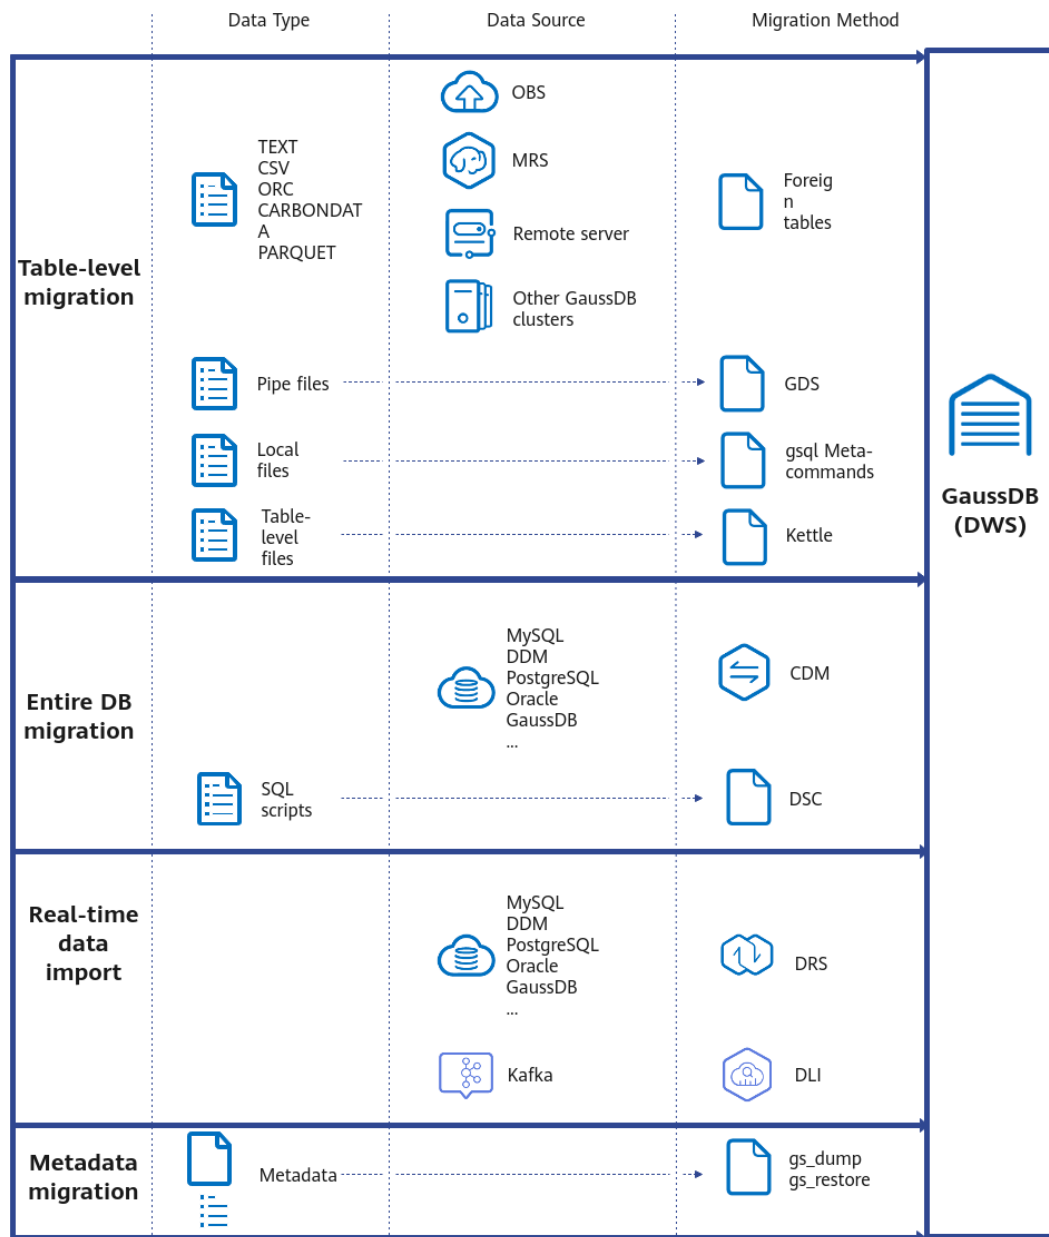 Data Type
Data Source
Migration Method
Table-level
migration
TEXT
CSV
ORC
CARBONDAT
A
PARQUET
OBS
MRS
Remote server
Other GaussDB
clusters
Foreig
n
tables
Pipe files
GDS
Local
files
gsql Meta-
commands
Table-
level
files
Kettle
Entire DB
migration
MySQL
DDM
PostgreSQL
Oracle
GaussDB
...
CDM
SQL
scripts
DSC
Real-time
data
import
MySQL
DDM
PostgreSQL
Oracle
GaussDB
...
DRS
Kafka
DLI
Metadata
migration
Metadata
gs_dump
gs_restore
GaussDB
(DWS)